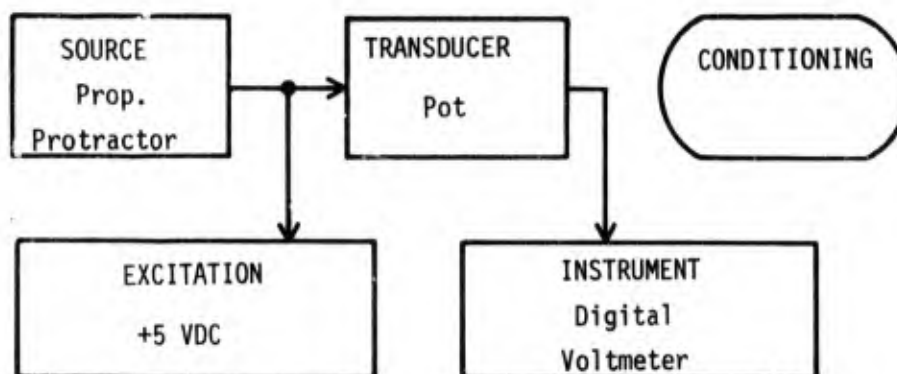 SOURCE
Prop.
Protractor
TRANSDUCER
Pot
CONDITIONING
EXCITATION
+5 VDC
INSTRUMENT
Digital
Voltmeter